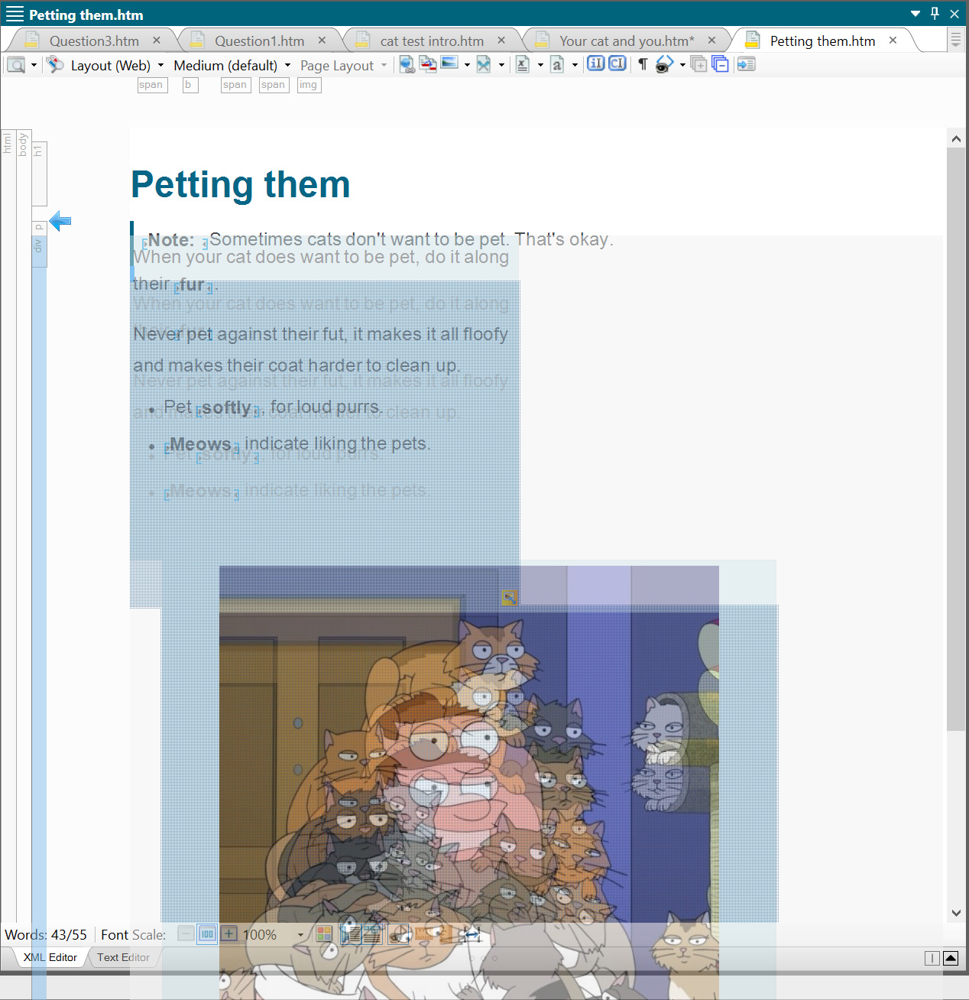 Petting them.htm
Question3.htm
Question1.htm
cat test intro.htm
Your cat and you.htm*
Petting them.htm
Layout (Web)
Medium (default)
Page Layout
span
b
span
span
img
html
body
h1
p
div
Petting them
Note: Sometimes cats don't want to be pet. That's okay.
When your cat does want to be pet, do it along
their fur.
When your cat does want to be pet, do it along
Never pet against their fut, it makes it all floofy
and makes their coat harder to clean up.
Never pet against their fut, it makes it all floofy
and makes their coat harder to clean up.
• Pet softly, for loud purrs.
• Meows indicate liking the pets.
• Pet softly, for loud purrs.
• Meows indicate liking the pets.
Words: 43/55
Font Scale:
100
100%
XML Editor
Text Editor